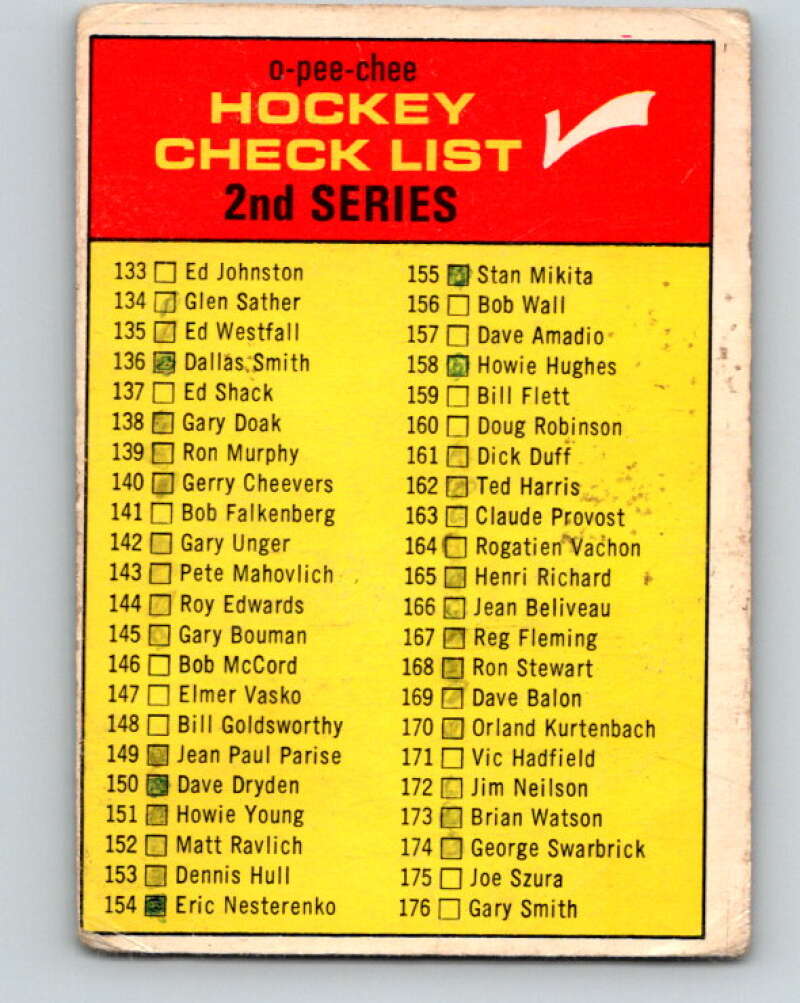 o-pee-chee
HOCKEY
CHECK LIST
2nd SERIES
133 Ed Johnston
134 Glen Sather
135 Ed Westfall
136 Dallas Smith
137 Ed Shack
138 Gary Doak
139 Ron Murphy
140 Gerry Cheevers
141 Bob Falkenberg
142 Gary Unger
143 Pete Mahovlich
144 Roy Edwards
145 Gary Bouman
146 Bob McCord
147 Elmer Vasko
148 Bill Goldsworthy
149 Jean Paul Parise
150 Dave Dryden
151 Howie Young
152 Matt Ravlich
153 Dennis Hull
154 Eric Nesterenko
155 Stan Mikita
156 Bob Wall
157 Dave Amadio
158 Howie Hughes
159 Bill Flett
160 Doug Robinson
161 Dick Duff
162 Ted Harris
163 Claude Provost
164 Rogatien Vachon
165 Henri Richard
166 Jean Beliveau
167 Reg Fleming
168 Ron Stewart
169 Dave Balon
170 Orland Kurtenbach
171 Vic Hadfield
172 Jim Neilson
173 Brian Watson
174 George Swarbrick
175 Joe Szura
176 Gary Smith